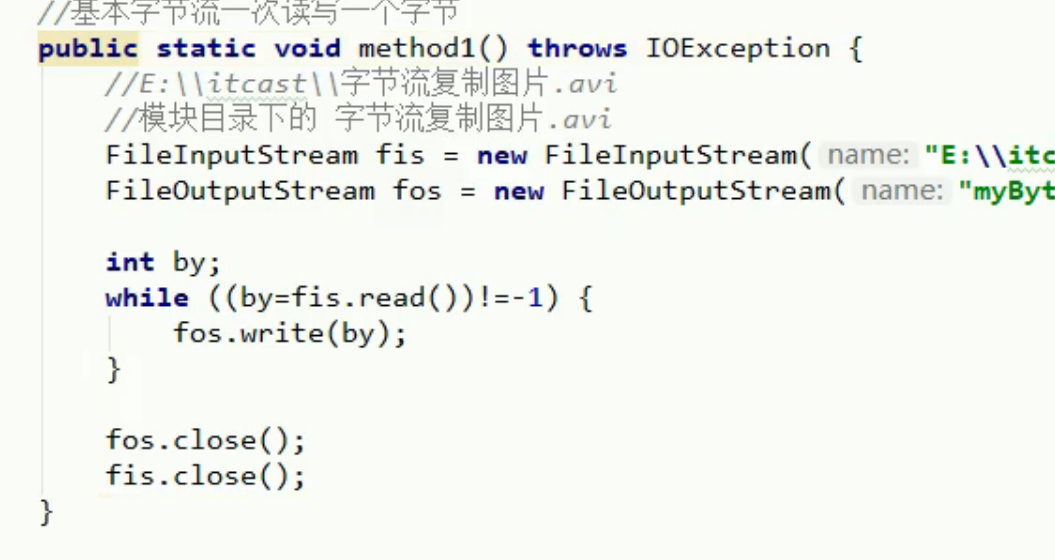 //基本字节流一次读写一个字节
public static void method1() throws IOException {
//E:\\itcast\\字节流复制图片.avi
//模块目录下的 字节流复制图片.avi
FileInputStream fis = new FileInputStream( name: "E:\\itc
FileOutputStream fos = new FileOutputStream( name: "myByt
int by;
while ((by=fis.read())!=-1) {
fos.write(by);
}
fos.close();
fis.close();
}